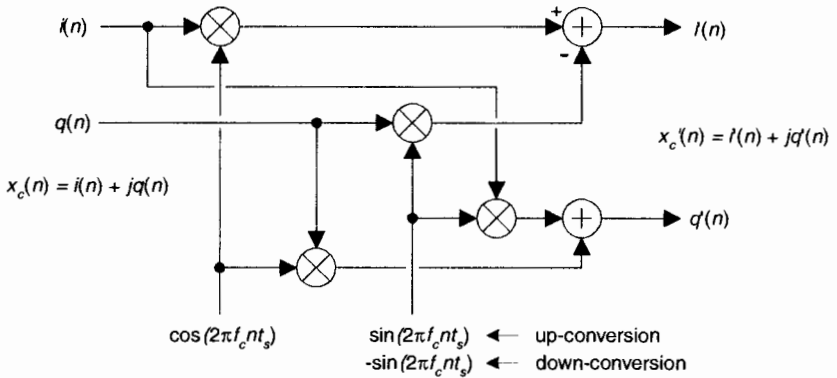 i(n)
+
i'(n)
-
q(n)
x_c'(n) = i'(n) + jq'(n)
x_c(n) = i(n) + jq(n)
q'(n)
cos(2πf_cnt_s)
sin(2πf_cnt_s) ← up-conversion
-sin(2πf_cnt_s) ← down-conversion